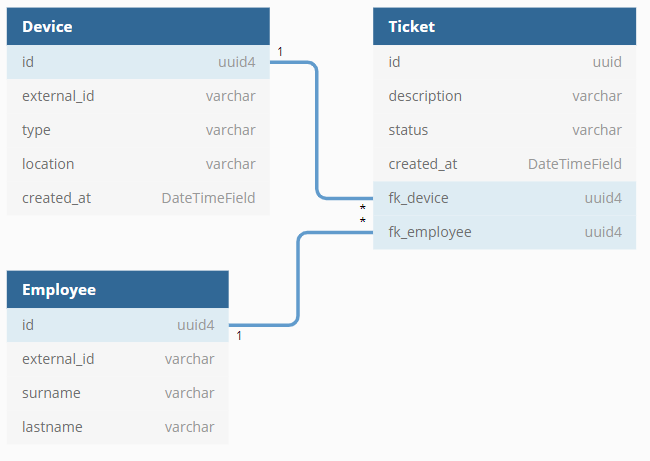 Device
id uuid4
external_id varchar
type varchar
location varchar
created_at DateTimeField
1
Ticket
id uuid
description varchar
status varchar
created_at DateTimeField
fk_device uuid4
fk_employee uuid4
*
*
Employee
id uuid4
external_id varchar
surname varchar
lastname varchar
1